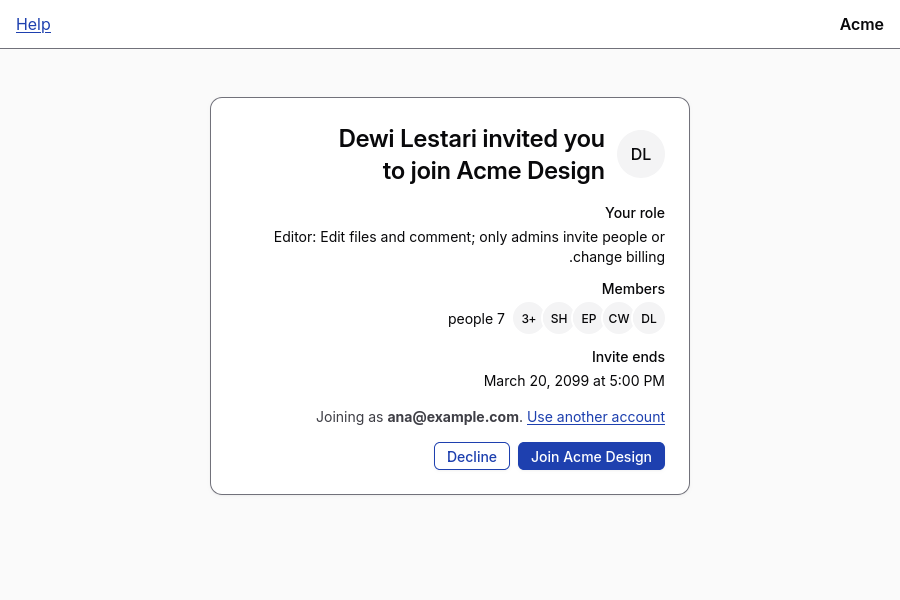 Acme
Help
Dewi Lestari invited you
to join Acme Design
DL
Your role
Editor: Edit files and comment; only admins invite people or
.change billing
Members
DL CW EP SH 3+ people 7
Invite ends
March 20, 2099 at 5:00 PM
Joining as ana@example.com. Use another account
Join Acme Design
Decline